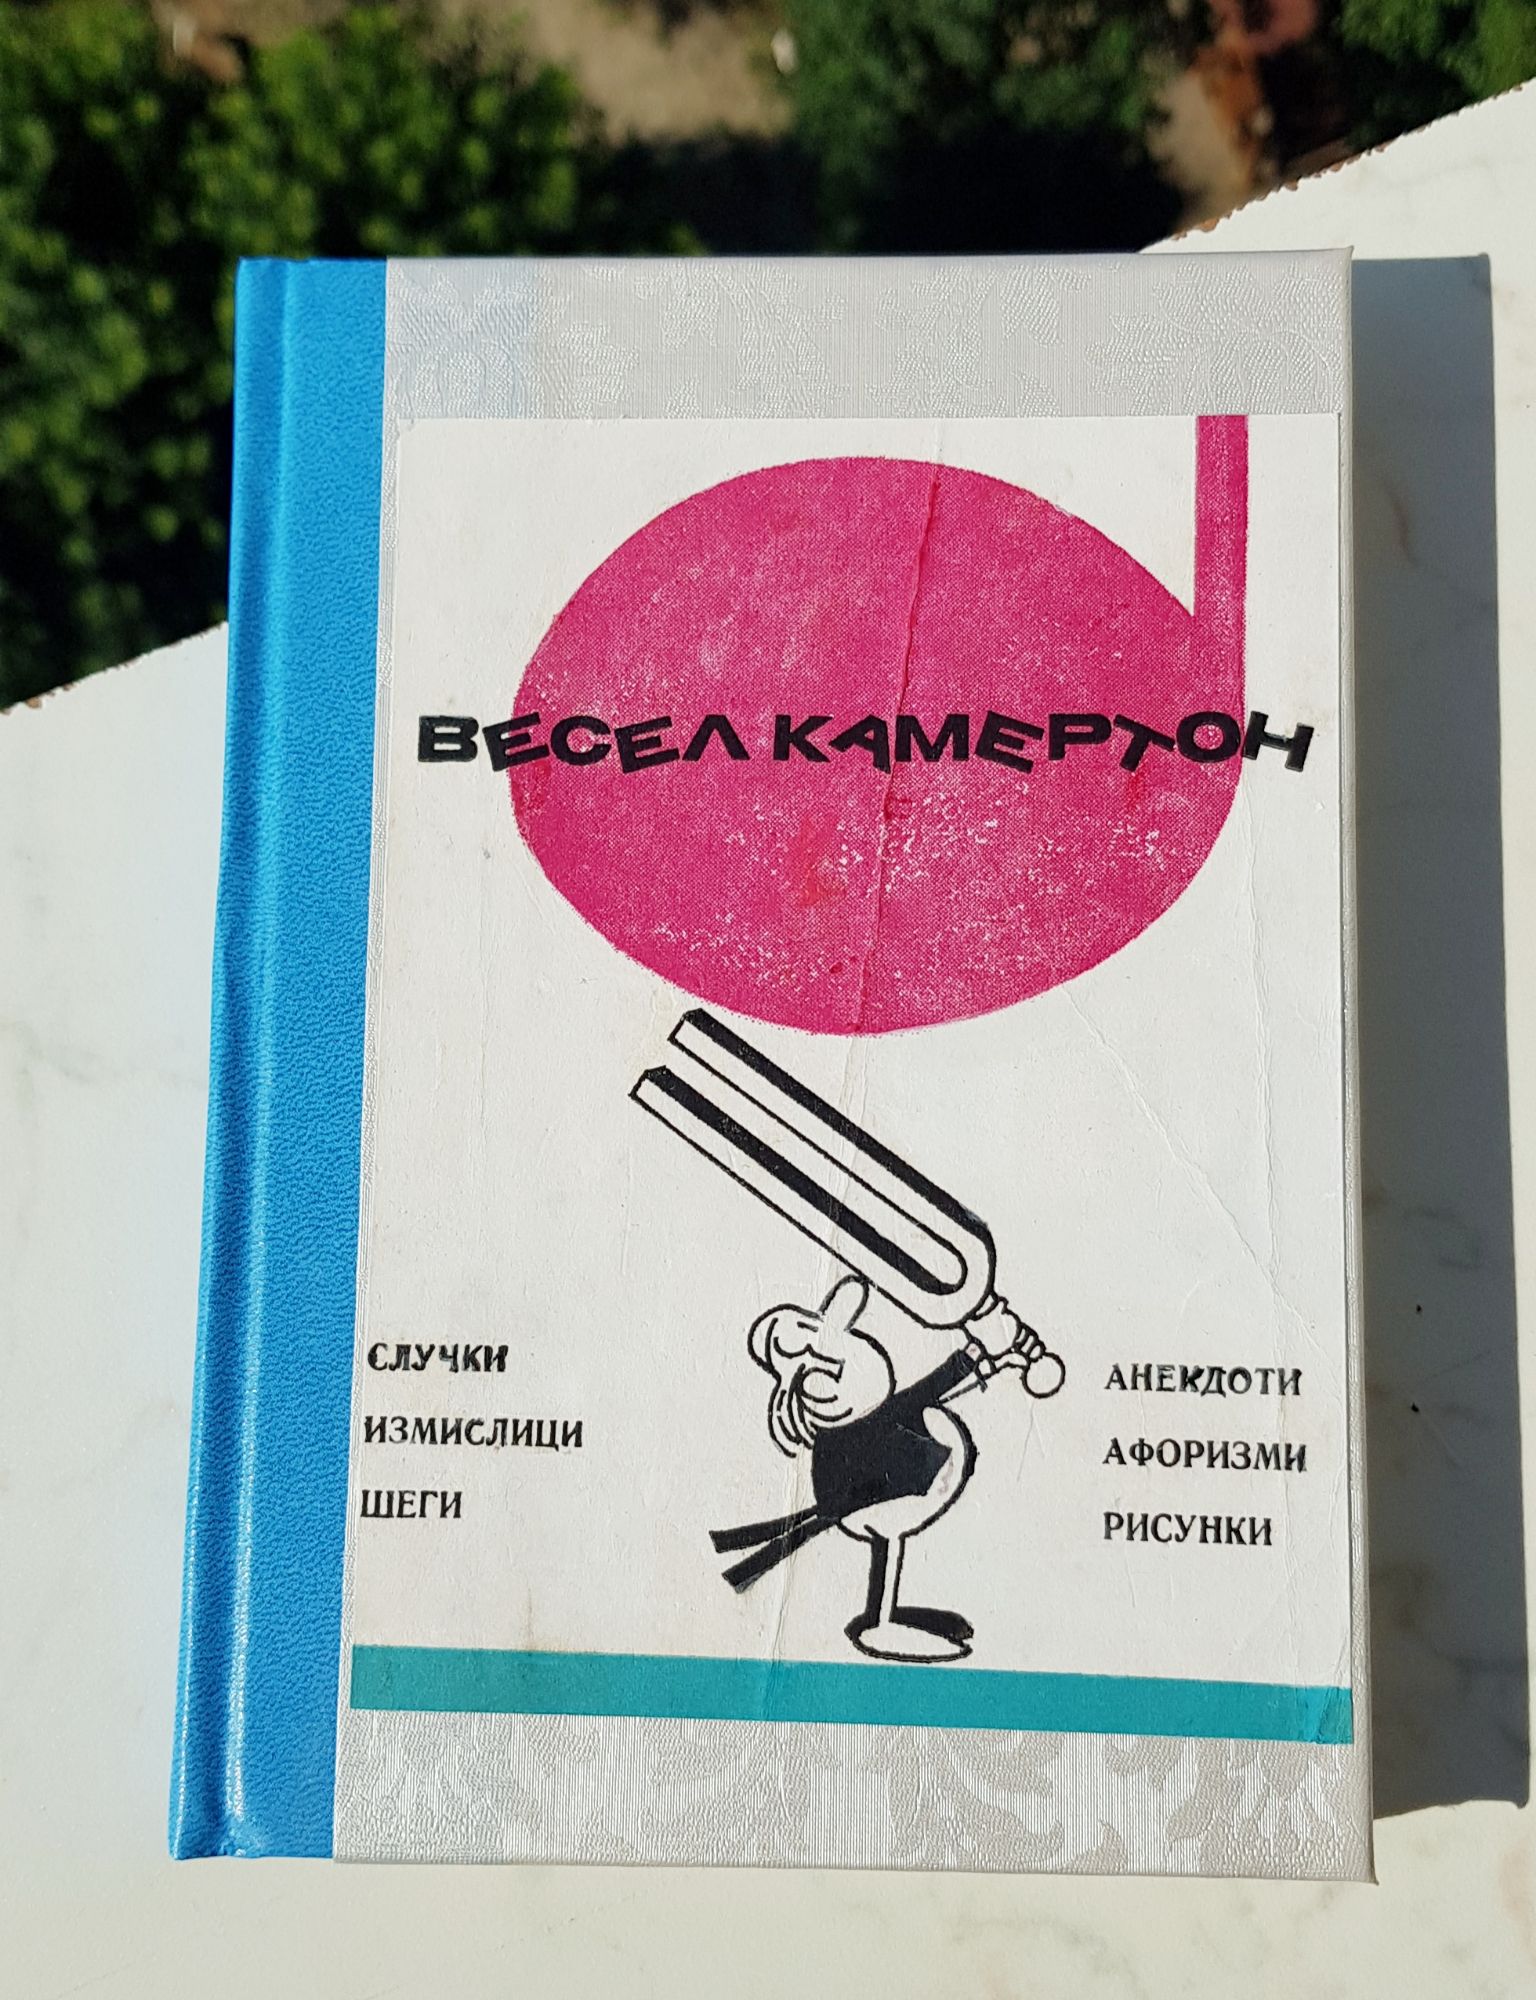 ВЕСЕЛ КАМЕРТОН
СЛУЧКИ
ИЗМИСЛИЦИ
ШЕГИ
АНЕКДОТИ
АФОРИЗМИ
РИСУНКИ